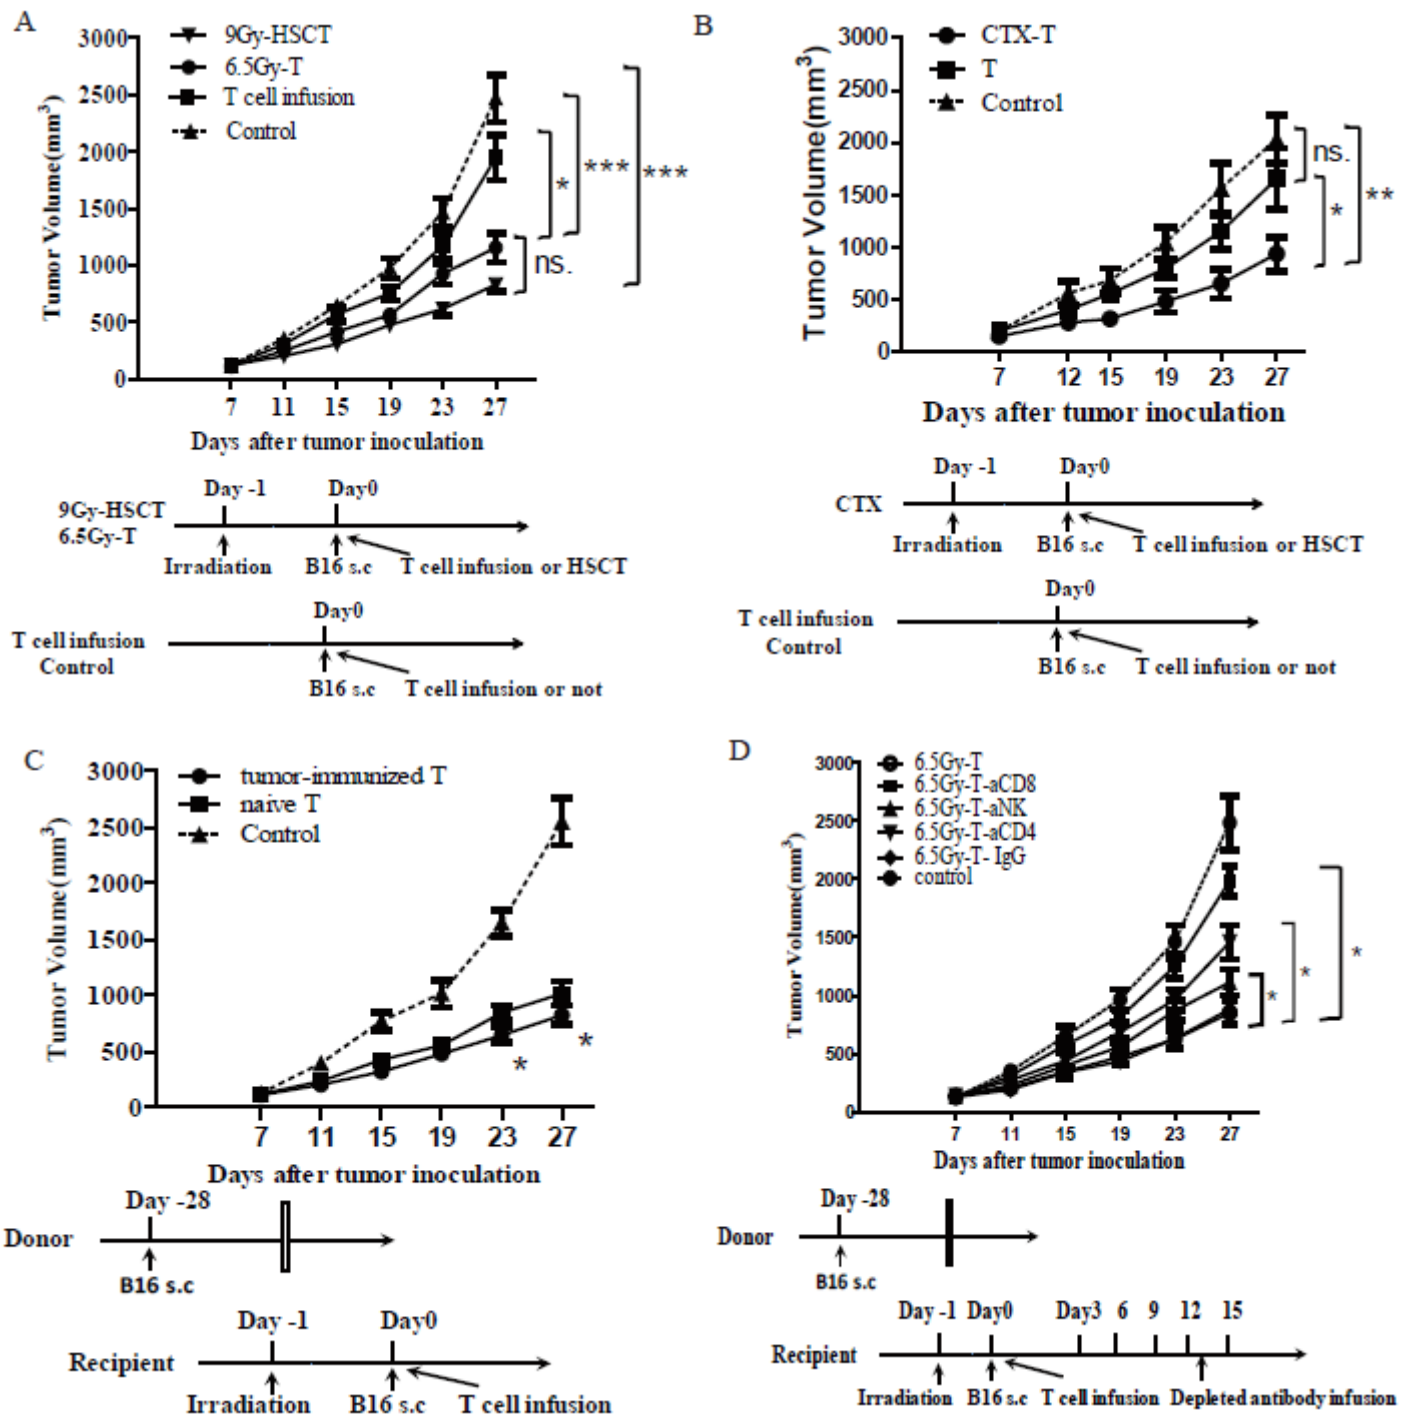 A
3000
2500
2000
1500
1000
500
0
Tumor Volume(mm3)
9Gy-HSCT
6.5Gy-T
T cell infusion
Control
*
***
***
ns.
7 11 15 19 23 27
Days after tumor inoculation
9Gy-HSCT
6.5Gy-T
Day -1 Day0
Irradiation B16 s.c T cell infusion or HSCT
T cell infusion
Control
Day0
B16 s.c T cell infusion or not
B
3000
2500
2000
1500
1000
500
0
Tumor Volume(mm3)
CTX-T
T
Control
ns.
*
**
7 12 15 19 23 27
Days after tumor inoculation
CTX
Day -1 Day0
Irradiation B16 s.c T cell infusion or HSCT
T cell infusion
Control
Day0
B16 s.c T cell infusion or not
C
3000
2500
2000
1500
1000
500
0
Tumor Volume(mm3)
tumor-immunized T
naive T
Control
*
*
7 11 15 19 23 27
Days after tumor inoculation
Donor
Day -28
B16 s.c
Recipient
Day -1 Day0
Irradiation B16 s.c T cell infusion
D
3000
2500
2000
1500
1000
500
0
Tumor Volume(mm3)
6.5Gy-T
6.5Gy-T-aCD8
6.5Gy-T-aNK
6.5Gy-T-aCD4
6.5Gy-T- IgG
control
*
*
*
7 11 15 19 23 27
Days after tumor inoculation
Donor
Day -28
B16 s.c
Recipient
Day -1 Day0 Day3 6 9 12 15
Irradiation B16 s.c T cell infusion Depleted antibody infusion